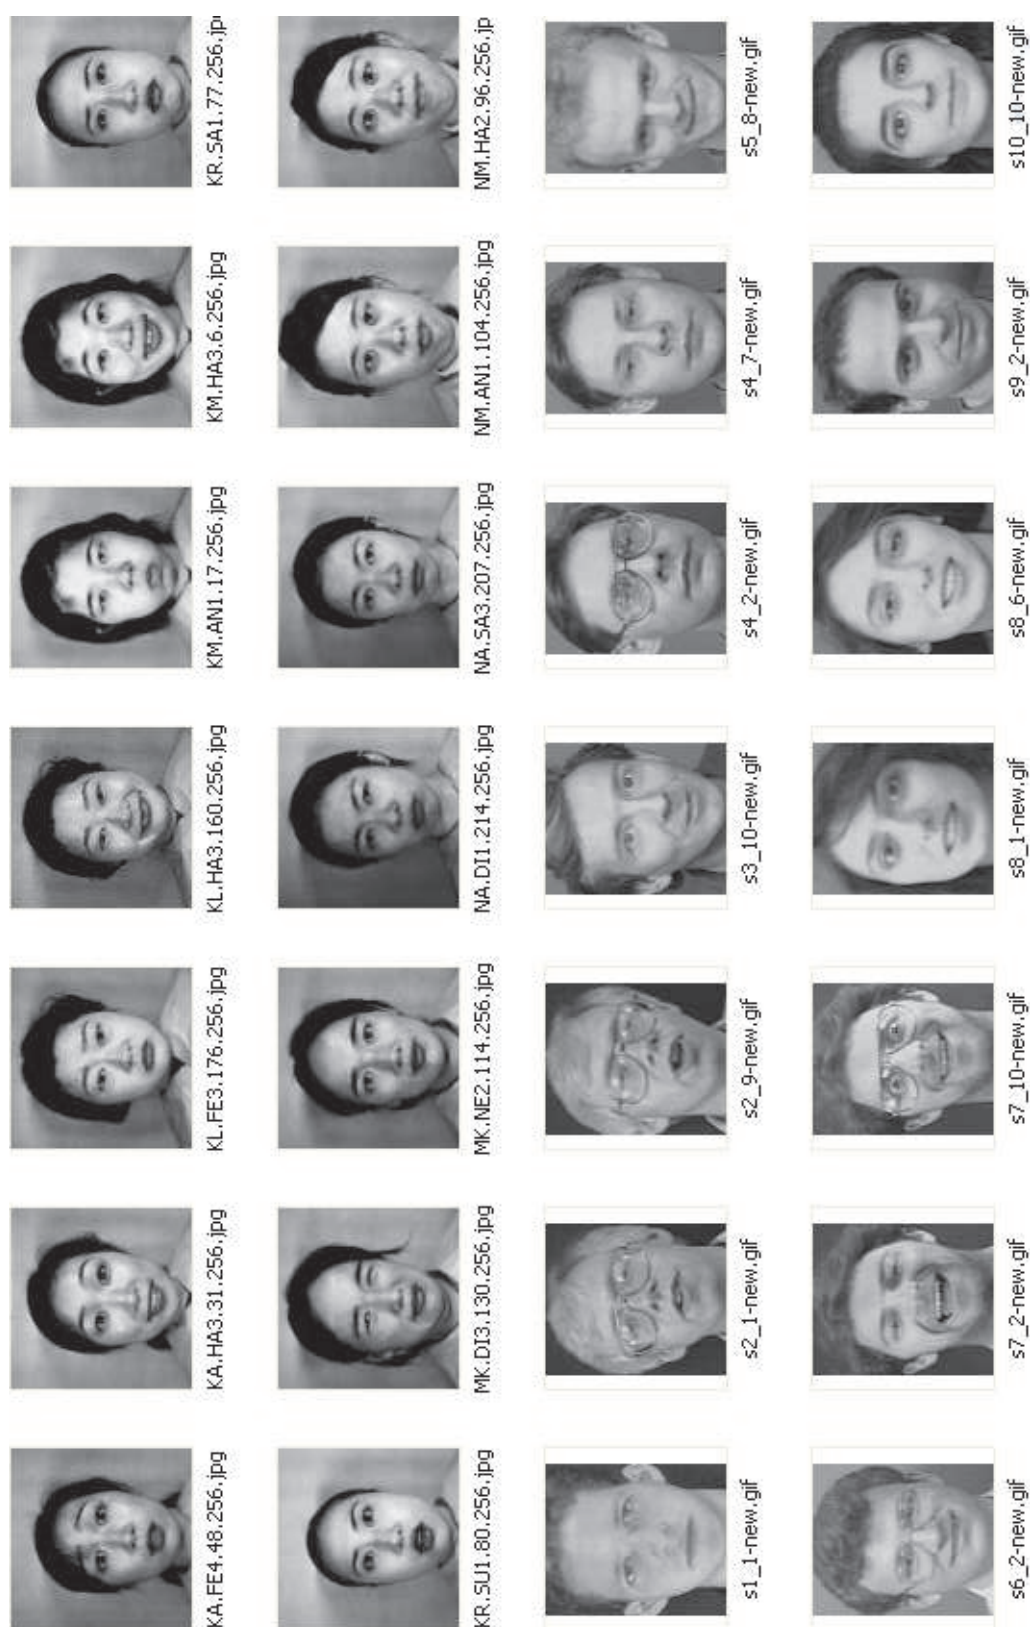 KA.FE4.48.256.jpg
KA.HA3.31.256.jpg
KL.FE3.176.256.jpg
KL.HA3.160.256.jpg
KM.AN1.17.256.jpg
KM.HA3.6.256.jpg
KR.SA1.77.256.jp
KR.SU1.80.256.jpg
MK.DI3.130.256.jpg
MK.NE2.114.256.jpg
NA.DI1.214.256.jpg
NA.SA3.207.256.jpg
NM.AN1.104.256.jpg
NM.HA2.96.256.jp
s1_1-new.gif
s2_1-new.gif
s2_9-new.gif
s3_10-new.gif
s4_2-new.gif
s4_7-new.gif
s5_8-new.gif
s6_2-new.gif
s7_2-new.gif
s7_10-new.gif
s8_1-new.gif
s8_6-new.gif
s9_2-new.gif
s10_10-new.gif